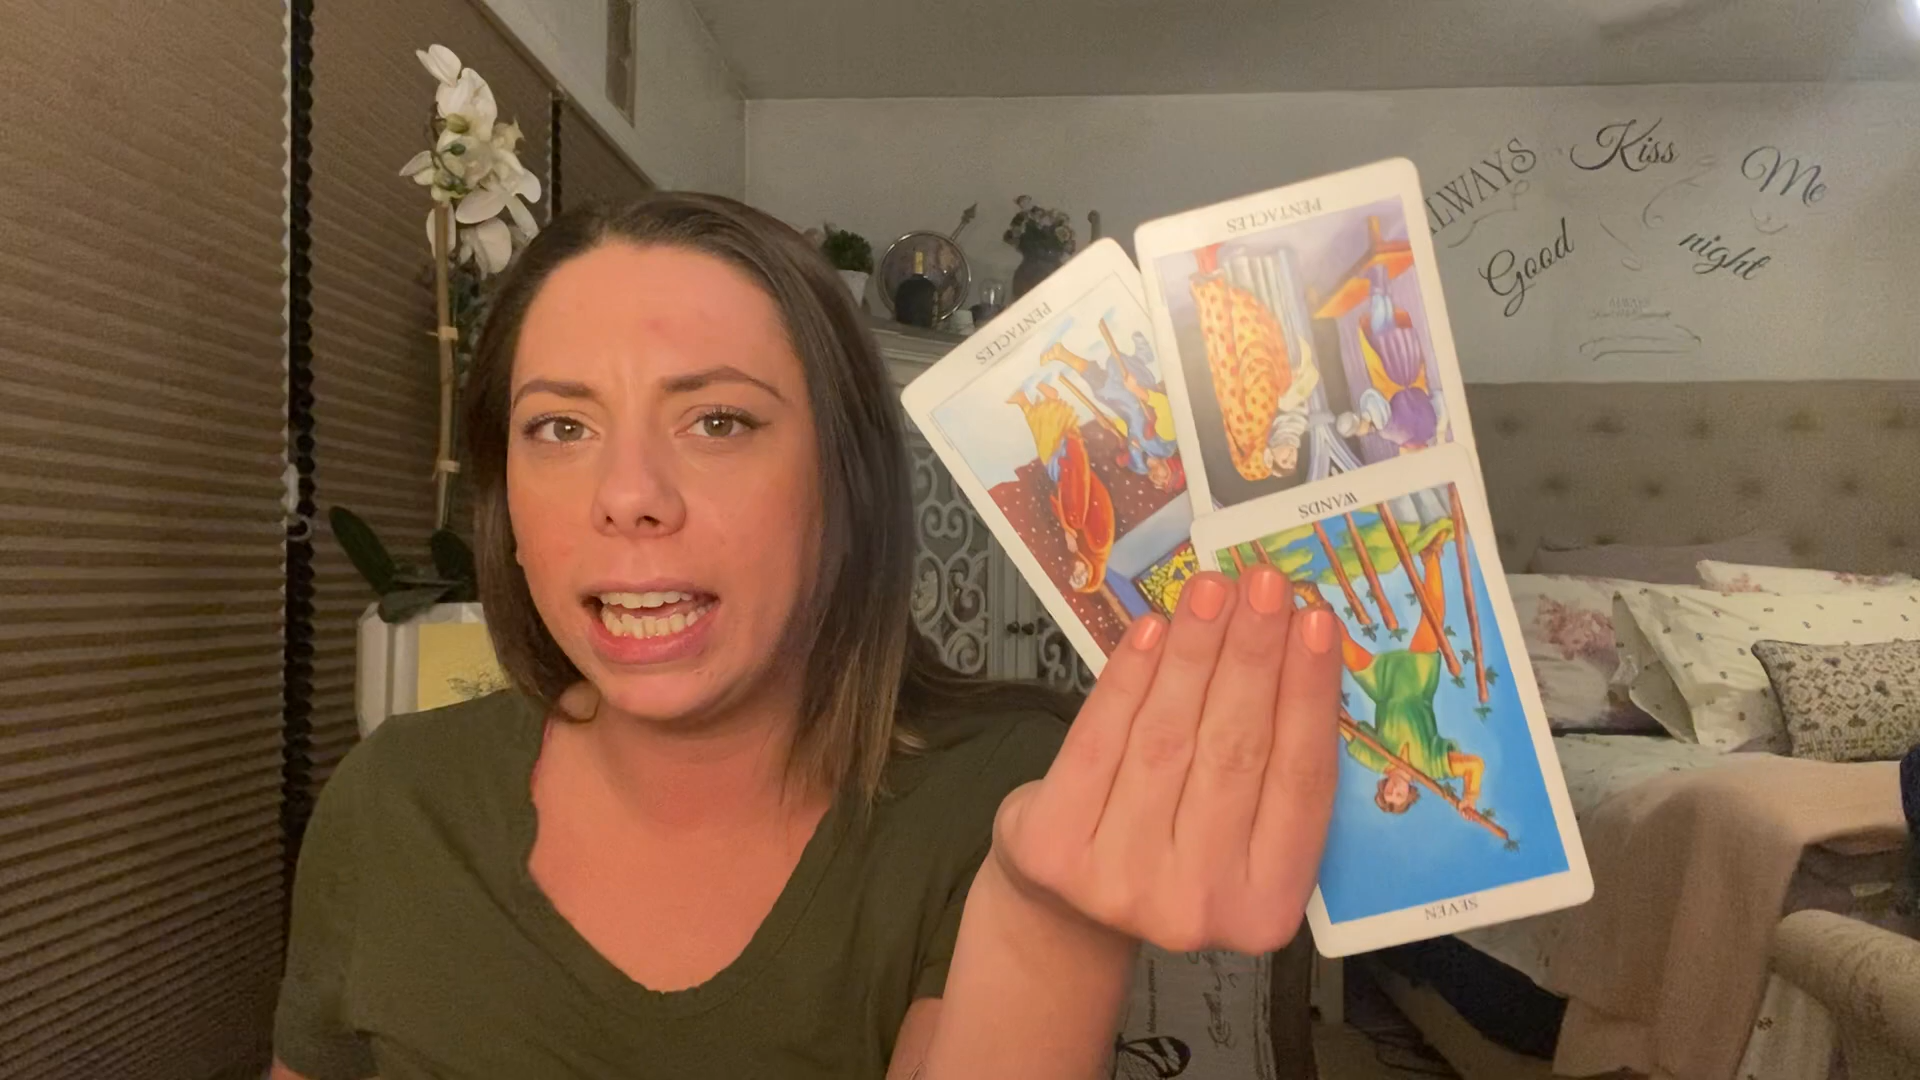 ALWAYS Kiss Me
Good night
PENTACLES
PENTACLES
WANDS
SEVEN